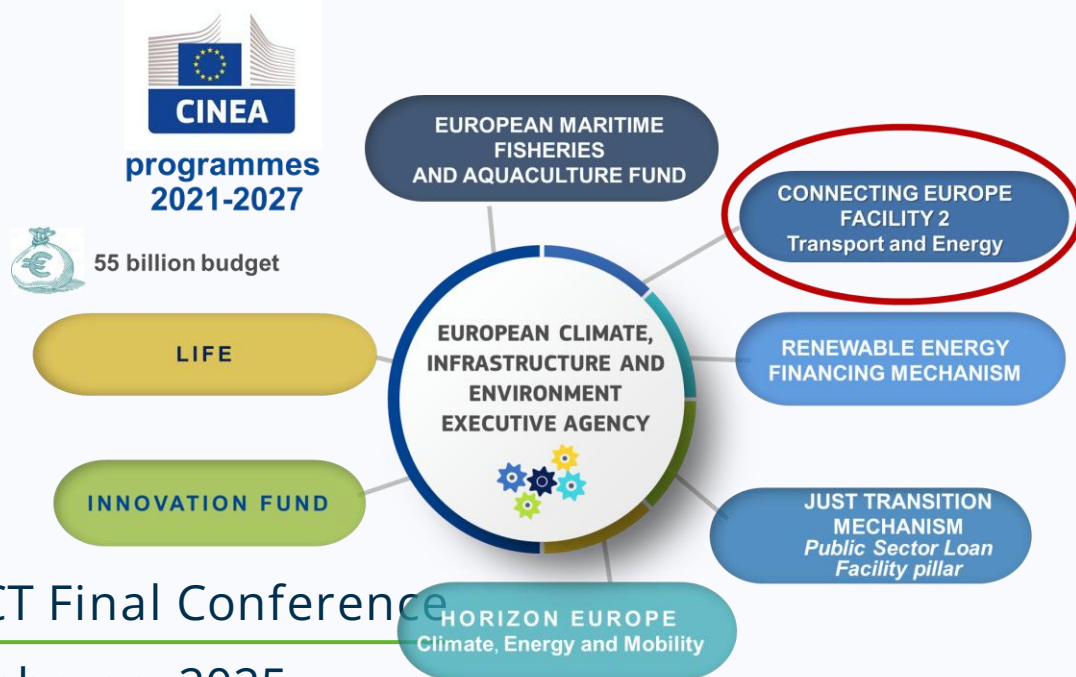 CINEA
programmes
2021-2027
€
55 billion budget
EUROPEAN MARITIME
FISHERIES
AND AQUACULTURE FUND
CONNECTING EUROPE
FACILITY 2
Transport and Energy
LIFE
EUROPEAN CLIMATE,
INFRASTRUCTURE AND
ENVIRONMENT
EXECUTIVE AGENCY
RENEWABLE ENERGY
FINANCING MECHANISM
INNOVATION FUND
JUST TRANSITION
MECHANISM
Public Sector Loan
Facility pillar
CT Final Conference
HORIZON EUROPE
Climate, Energy and Mobility
2025